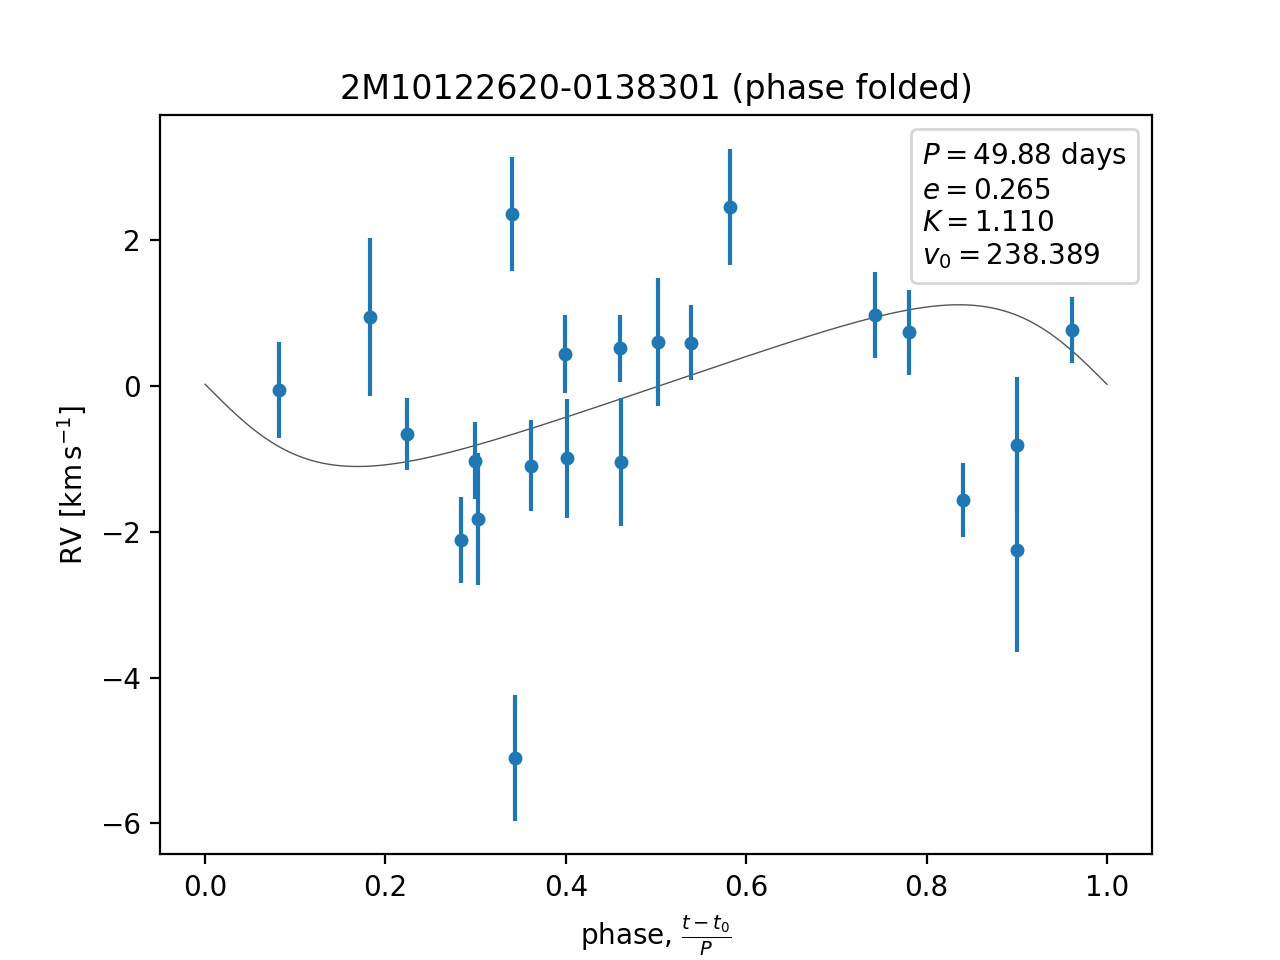 2M10122620-0138301 (phase folded)
P = 49.88 days
e = 0.265
K = 1.110
v₀ = 238.389
RV [km s⁻¹]
2
0
−2
−4
−6
0.0 0.2 0.4 0.6 0.8 1.0
phase, (t − t₀)/P